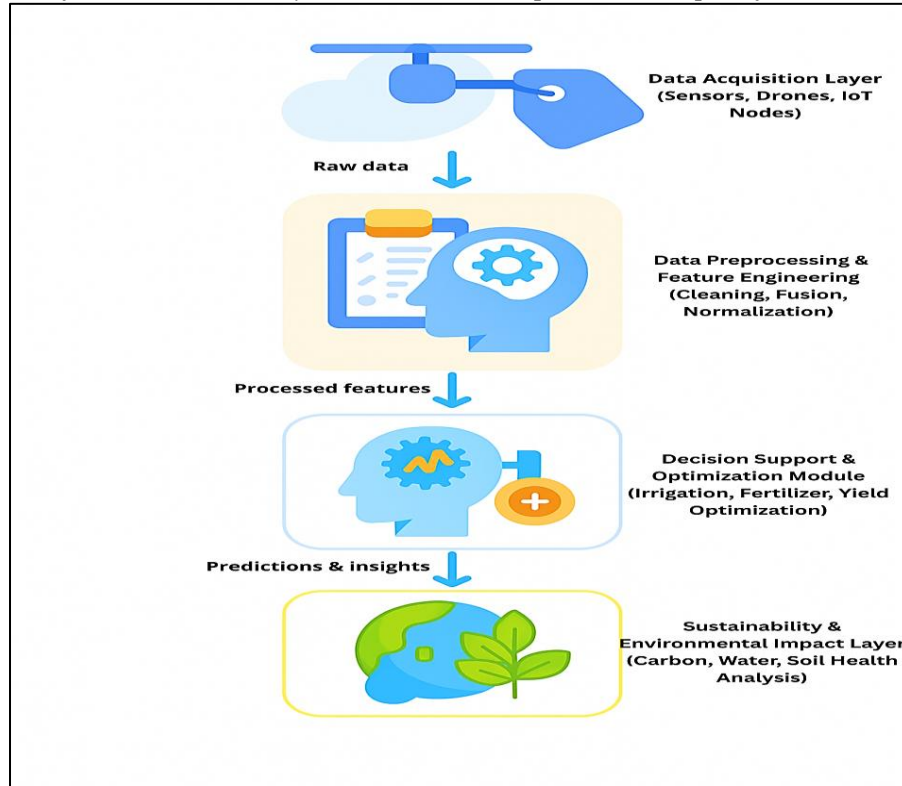 Data Acquisition Layer
(Sensors, Drones, IoT
Nodes)
Raw data
Data Preprocessing &
Feature Engineering
(Cleaning, Fusion,
Normalization)
Processed features
Decision Support &
Optimization Module
(Irrigation, Fertilizer, Yield
Optimization)
Predictions & insights
Sustainability &
Environmental Impact Layer
(Carbon, Water, Soil Health
Analysis)